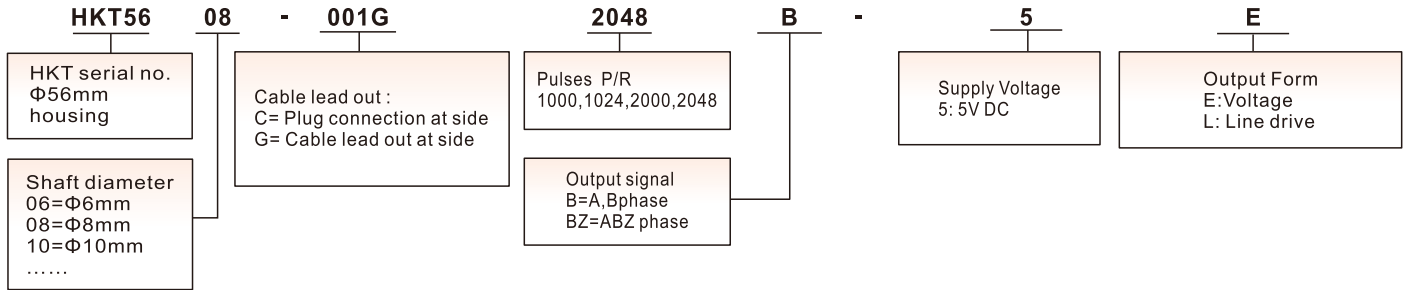 HKT56 08 - 001G 2048 B - 5 E
HKT serial no.
Φ56mm
housing
Shaft diameter
06=Φ6mm
08=Φ8mm
10=Φ10mm
......
Cable lead out :
C= Plug connection at side
G= Cable lead out at side
Pulses P/R
1000,1024,2000,2048
Output signal
B=A,Bphase
BZ=ABZ phase
Supply Voltage
5: 5V DC
Output Form
E:Voltage
L: Line drive